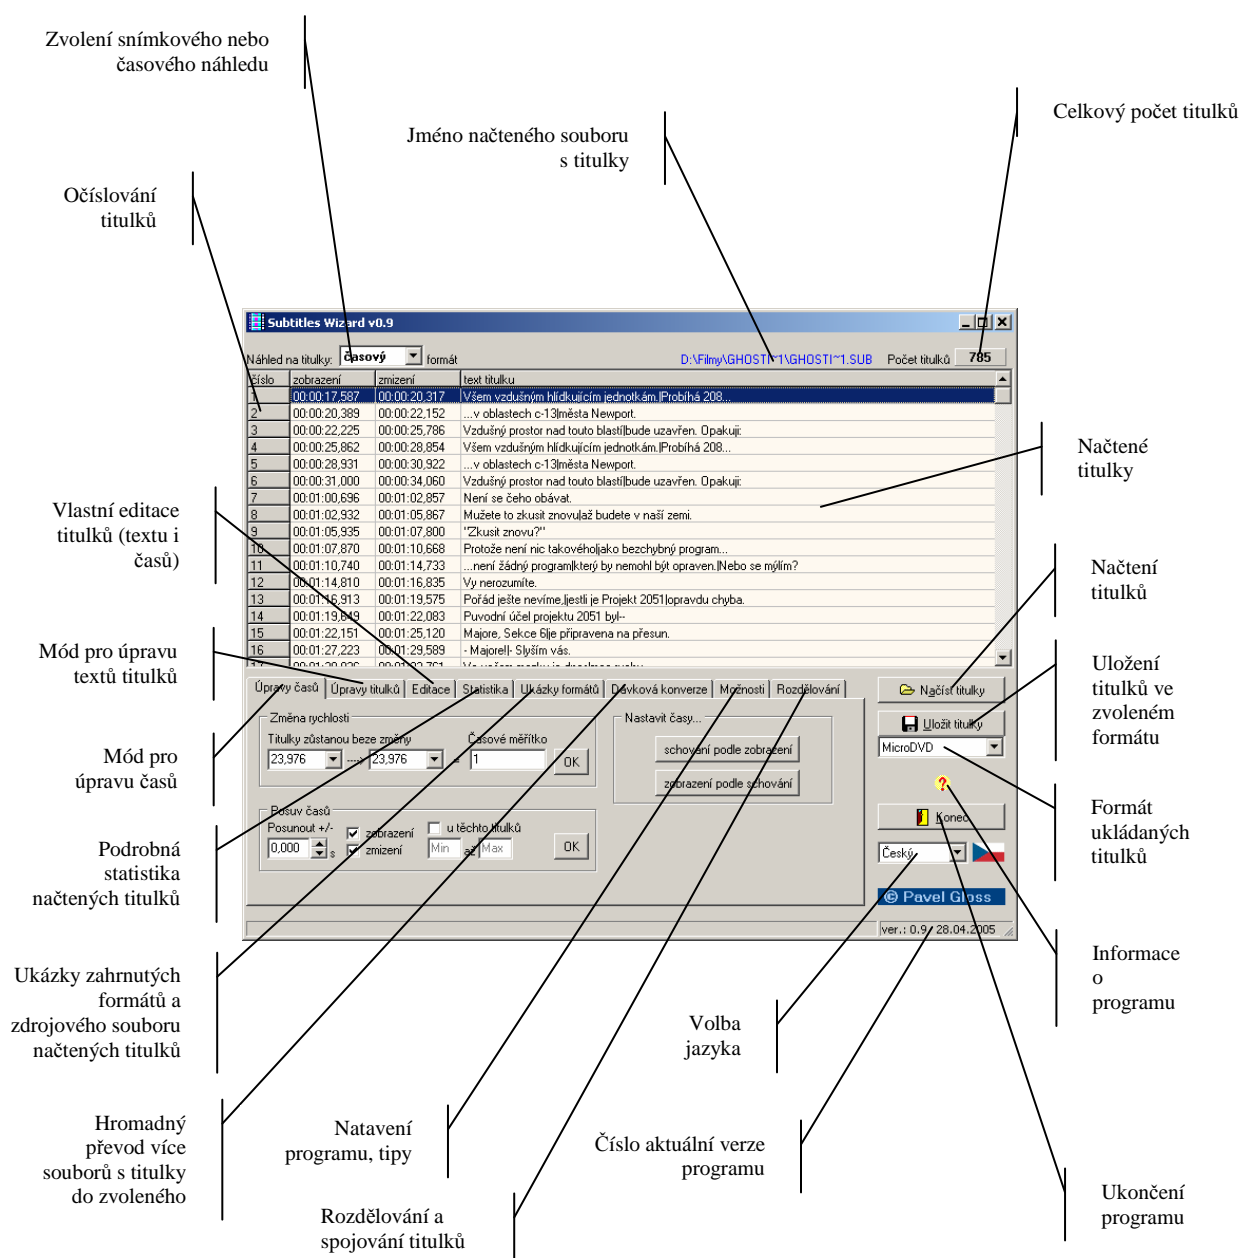 Zvolení snímkového nebo
časového náhledu
Celkový počet titulků
Jméno načteného souboru
s titulky
Očíslování
titulků
Subtitles Wizard v0.9
Náhled na titulky: časový formát
D:\Filmy\GHOSTI~1\GHOSTI~1.SUB Počet titulků 785
číslo zobrazení zmizení text titulku
1 00:00:17,587 00:00:20,317 Všem vzdušným hlídkujícím jednotkám.|Probíhá 208...
2 00:00:20,389 00:00:22,152 ...v oblastech c-13|města Newport.
3 00:00:22,225 00:00:25,786 Vzdušný prostor nad touto blastí|bude uzavřen. Opakuji:
4 00:00:25,862 00:00:28,854 Všem vzdušným hlídkujícím jednotkám.|Probíhá 208...
5 00:00:28,931 00:00:30,922 ...v oblastech c-13|města Newport.
6 00:00:31,000 00:00:34,060 Vzdušný prostor nad touto blastí|bude uzavřen. Opakuji:
7 00:01:00,696 00:01:02,857 Není se čeho obávat.
8 00:01:02,932 00:01:05,867 Mužete to zkusit znovu|až budete v naší zemi.
9 00:01:05,935 00:01:07,800 "Zkusit znovu?"
10 00:01:07,870 00:01:10,668 Protože není nic takového|jako bezchybný program...
11 00:01:10,740 00:01:14,733 ...není žádný program|který by nemohl být opraven.|Nebo se mýlím?
12 00:01:14,810 00:01:16,835 Vy nerozumíte.
13 00:01:16,913 00:01:19,575 Pořád ješte nevíme,|jestli je Projekt 2051|opravdu chyba.
14 00:01:19,649 00:01:22,083 Puvodní účel projektu 2051 byl--
15 00:01:22,151 00:01:25,120 Majore, Sekce 6|je připravena na přesun.
16 00:01:27,223 00:01:29,589 - Majore!|- Slyším vás.
Načtené
titulky
Vlastní editace
titulků (textu i
časů)
Načtení
titulků
Mód pro úpravu
textů titulků
Uložení
titulků ve
zvoleném
formátu
Úpravy časů Úpravy titulků Editace Statistika Ukázky formátů Dávková konverze Možnosti Rozdělování
Načíst titulky
Změna rychlosti
Titulky zůstanou beze změny Časové měřítko
23,976 ----> 23,976 = 1 OK
Nastavit časy...
schování podle zobrazení
zobrazení podle schování
Uložit titulky
MicroDVD
?
Mód pro
úpravu časů
Posuv časů
Posunout +/- zobrazení u těchto titulků
0,000 s zmizení Min až Max OK
Konec
Český
Formát
ukládaných
titulků
Podrobná
statistika
načtených titulků
© Pavel Gloss
ver.: 0.9 / 28.04.2005
Informace
o
programu
Ukázky zahrnutých
formátů a
zdrojového souboru
načtených titulků
Volba
jazyka
Hromadný
převod více
souborů s titulky
do zvoleného
Natavení
programu, tipy
Číslo aktuální verze
programu
Ukončení
programu
Rozdělování a
spojování titulků